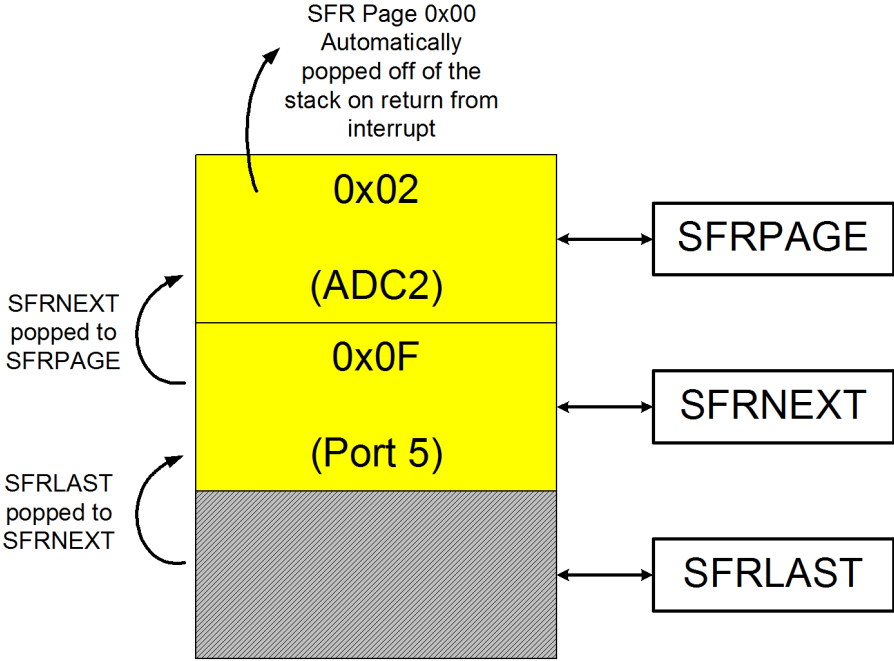 SFR Page 0x00
Automatically
popped off of the
stack on return from
interrupt
0x02
(ADC2)
SFRPAGE
SFRNEXT
popped to
SFRPAGE
0x0F
(Port 5)
SFRNEXT
SFRLAST
popped to
SFRNEXT
SFRLAST